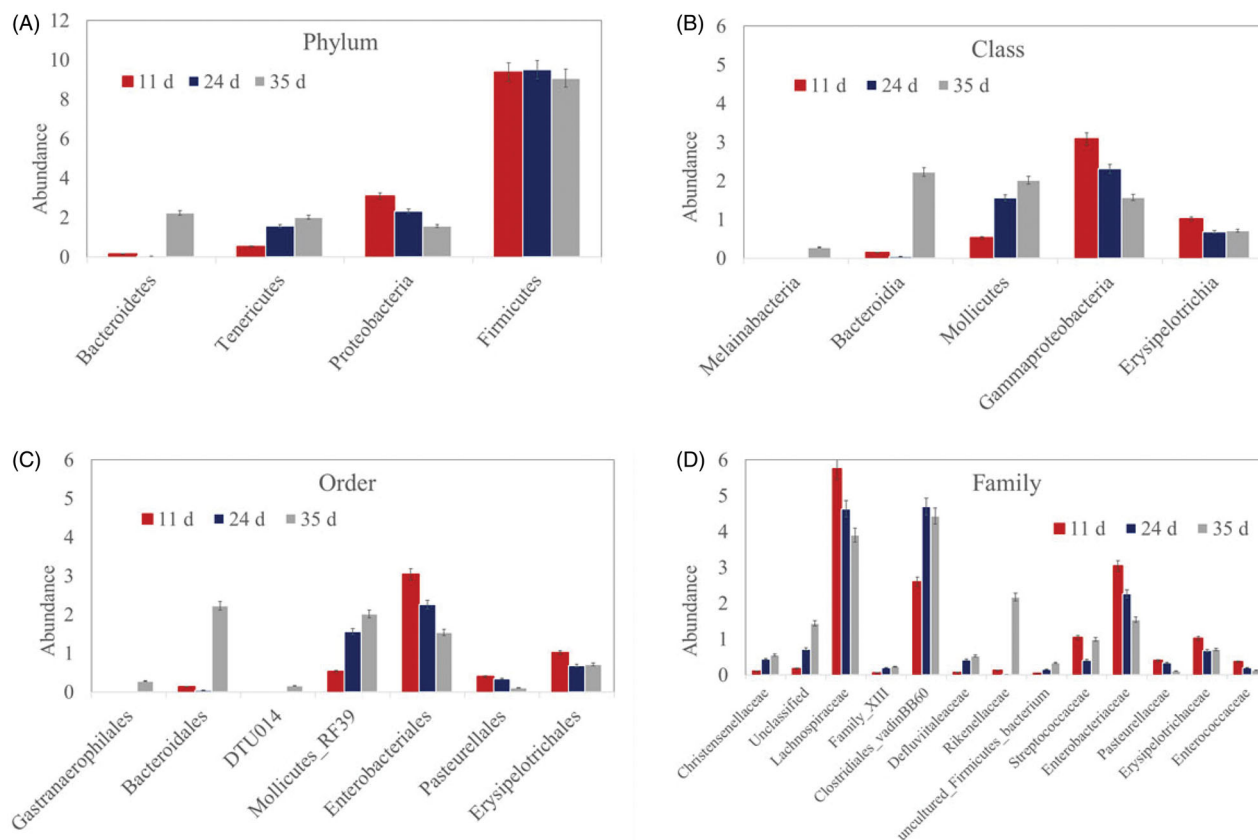 (A)
Phylum
11 d 24 d 35 d
Abundance
12
10
8
6
4
2
0
Bacteroidetes
Tenericutes
Proteobacteria
Firmicutes
(B)
Class
11 d 24 d 35 d
Abundance
6
5
4
3
2
1
0
Melainabacteria
Bacteroidia
Mollicutes
Gammaproteobacteria
Erysipelotrichia
(C)
Order
11 d 24 d 35 d
Abundance
6
5
4
3
2
1
0
Gastranaerophilales
Bacteroidales
DTU014
Mollicutes_RF39
Enterobacteriales
Pasteurellales
Erysipelotrichales
(D)
Family
11 d 24 d 35 d
Abundance
6
5
4
3
2
1
0
Christensenellaceae
Unclassified
Lachnospiraceae
Family_XIII
Clostridiales_vadinBB60
Defluviitaleaceae
Rikenellaceae
uncultured_Firmicutes_bacterium
Streptococcaceae
Enterobacteriaceae
Pasteurellaceae
Erysipelotrichaceae
Enterococcaceae